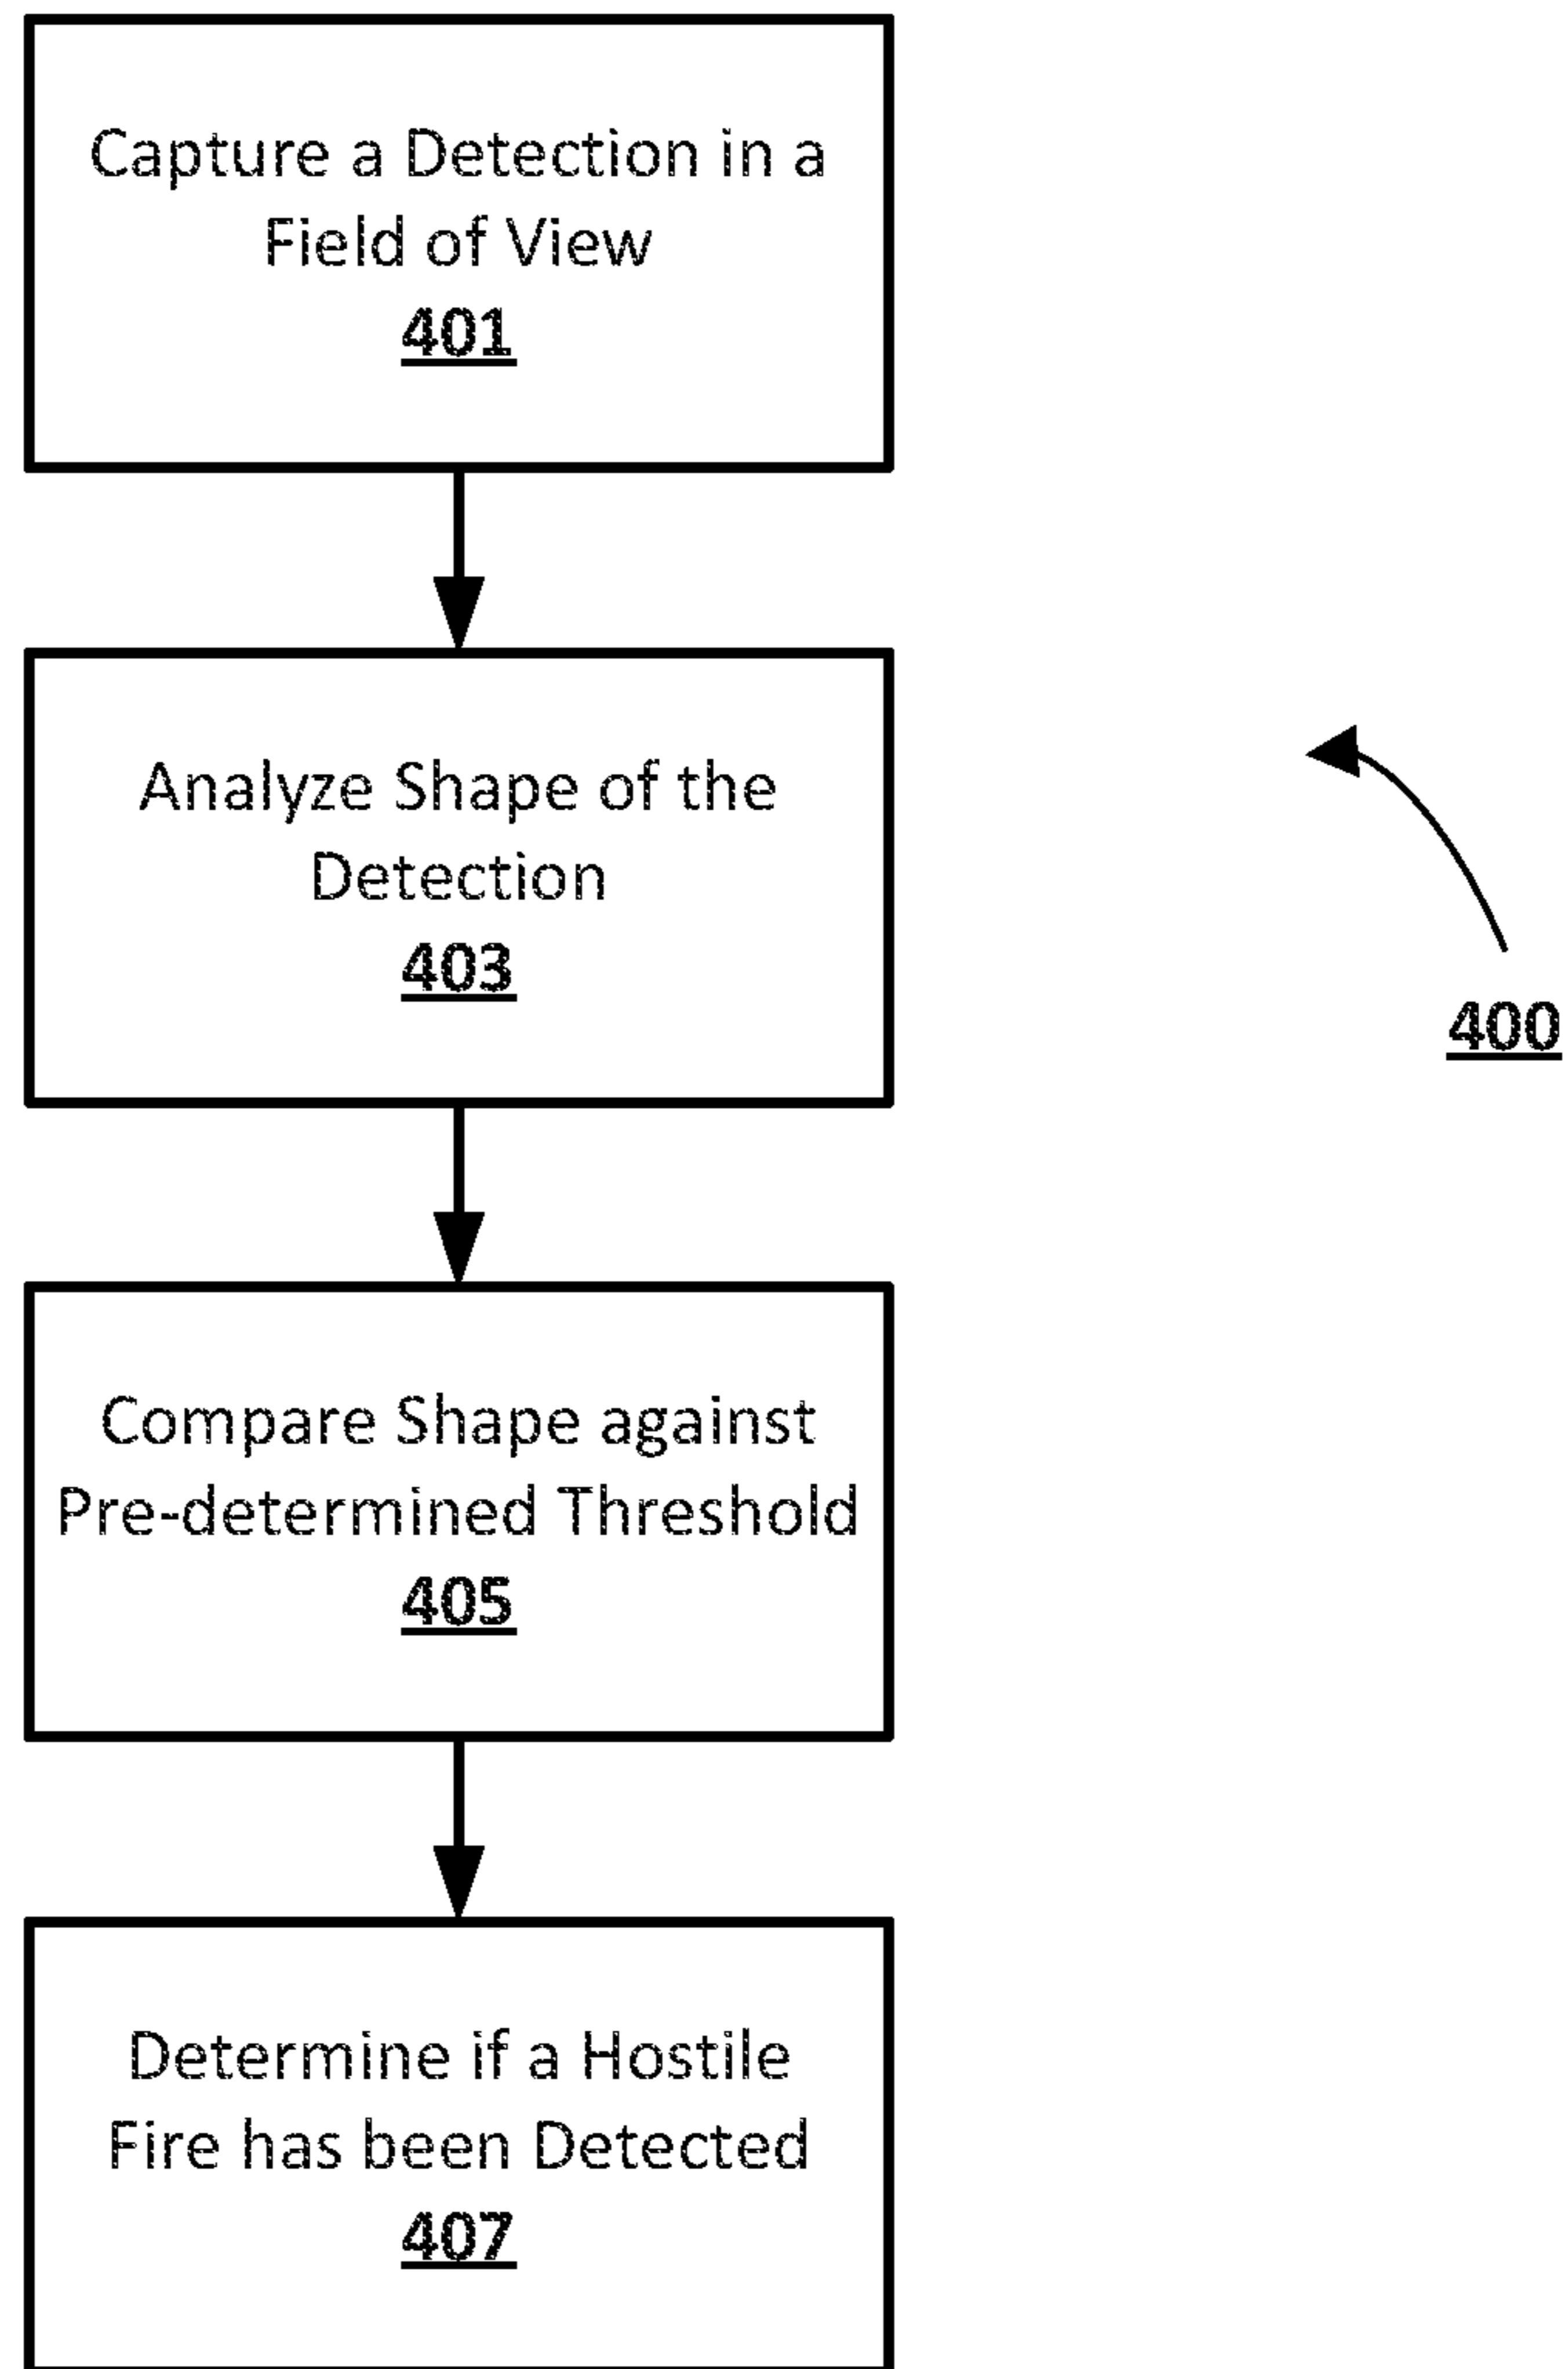 Capture a Detection in a
Field of View
401
Analyze Shape of the
Detection
403
400
Compare Shape against
Pre-determined Threshold
405
Determine if a Hostile
Fire has been Detected
407